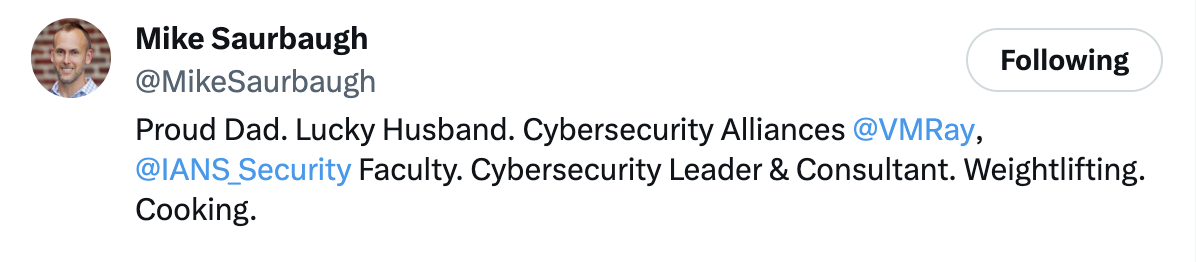 Mike Saurbaugh
@MikeSaurbaugh
Following
Proud Dad. Lucky Husband. Cybersecurity Alliances @VMRay,
@IANS_Security Faculty. Cybersecurity Leader & Consultant. Weightlifting.
Cooking.